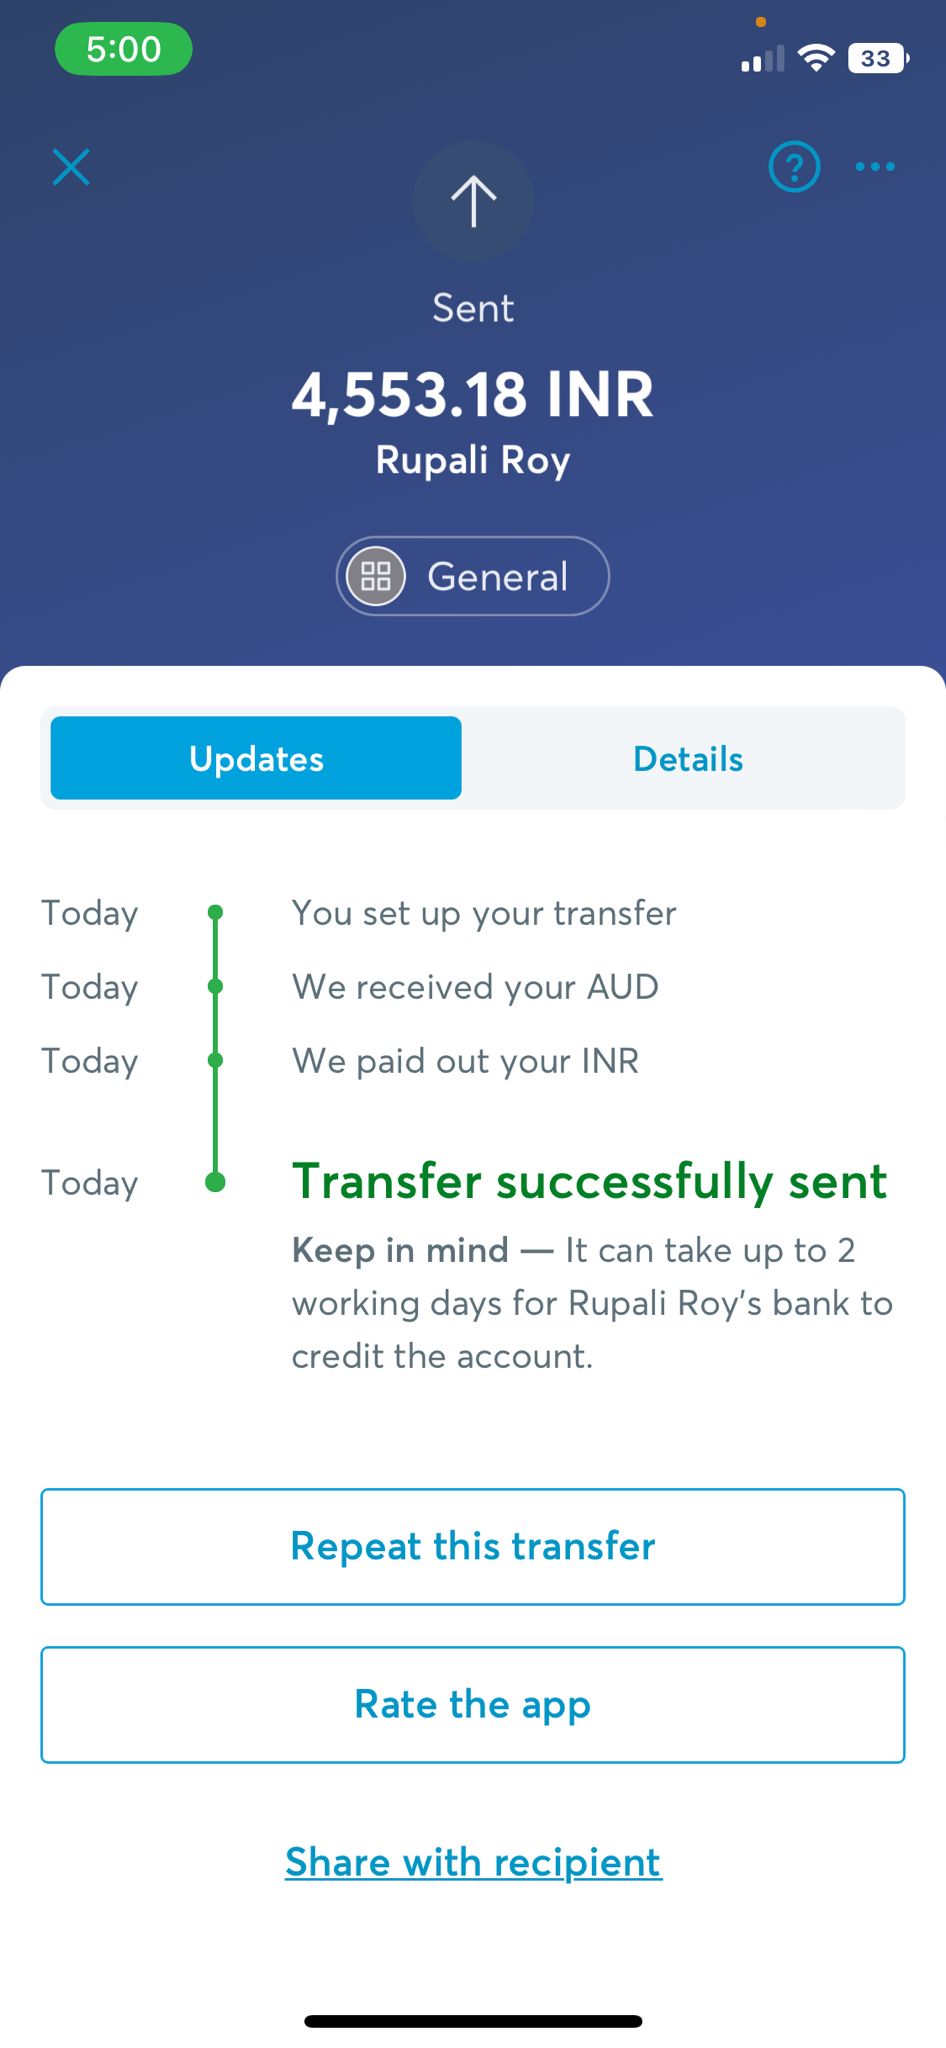 5:00
33
?
Sent
4,553.18 INR
Rupali Roy
General
Updates
Details
Today
You set up your transfer
Today
We received your AUD
Today
We paid out your INR
Today
Transfer successfully sent
Keep in mind — It can take up to 2
working days for Rupali Roy's bank to
credit the account.
Repeat this transfer
Rate the app
Share with recipient